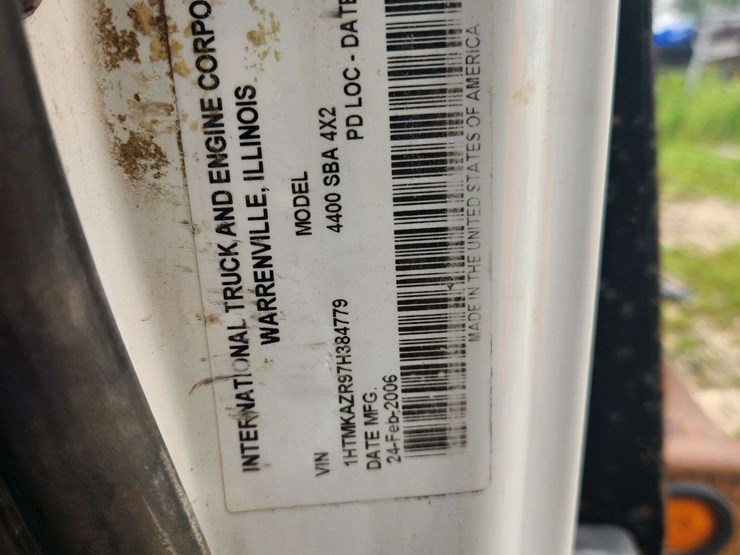 INTERNATIONAL TRUCK AND ENGINE CORPO
WARRENVILLE, ILLINOIS
VIN MODEL
1HTMKAZR97H384779 4400 SBA 4X2
DATE MFG. PD LOC - DATE
24-Feb-2006
MADE IN THE UNITED STATES OF AMERICA